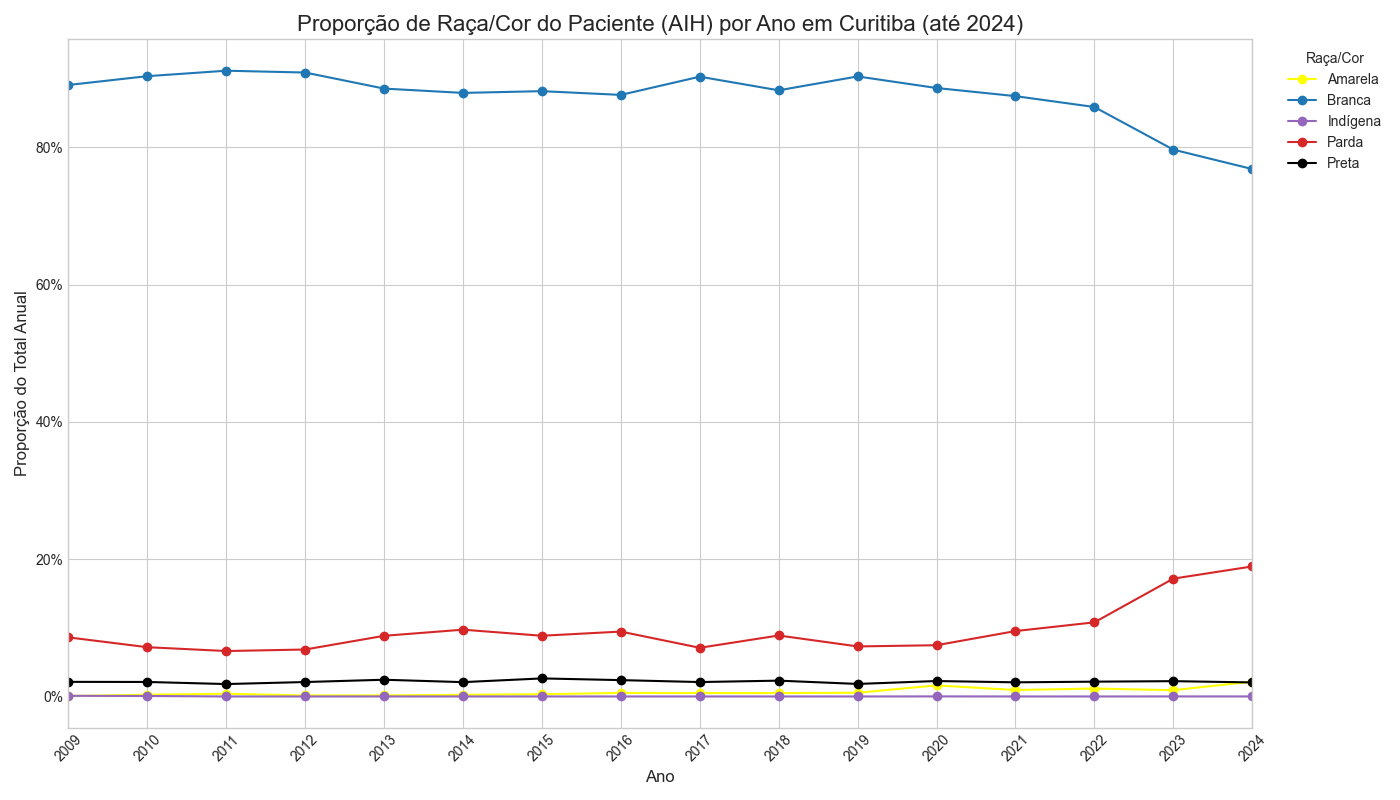 Proporção de Raça/Cor do Paciente (AIH) por Ano em Curitiba (até 2024)
Raça/Cor
Amarela
Branca
Indígena
Parda
Preta
Proporção do Total Anual
80%
60%
40%
20%
0%
2009
2010
2011
2012
2013
2014
2015
2016
2017
2018
2019
2020
2021
2022
2023
2024
Ano